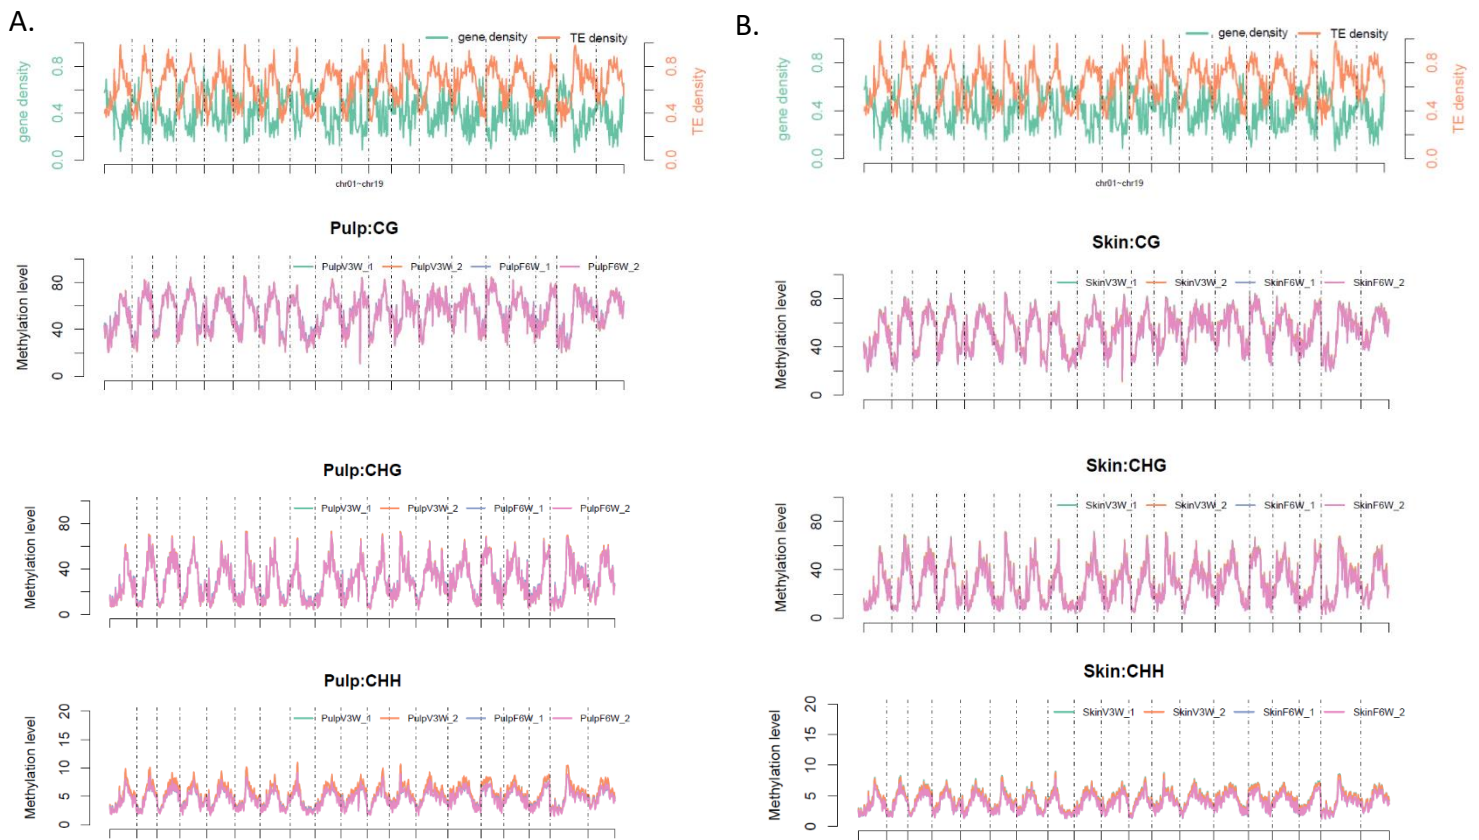 A.
gene density TE density
gene density
0.0 0.4 0.8
0.0 0.4 0.8
TE density
chr01~chr19
Pulp:CG
PulpV3W_1 PulpV3W_2 PulpF6W_1 PulpF6W_2
Methylation level
0 40 80
Pulp:CHG
PulpV3W_1 PulpV3W_2 PulpF6W_1 PulpF6W_2
Methylation level
0 40 80
Pulp:CHH
PulpV3W_1 PulpV3W_2 PulpF6W_1 PulpF6W_2
Methylation level
0 5 10 15 20
B.
gene density TE density
gene density
0.0 0.4 0.8
0.0 0.4 0.8
TE density
chr01~chr19
Skin:CG
SkinV3W_1 SkinV3W_2 SkinF6W_1 SkinF6W_2
Methylation level
0 40 80
Skin:CHG
SkinV3W_1 SkinV3W_2 SkinF6W_1 SkinF6W_2
Methylation level
0 40 80
Skin:CHH
SkinV3W_1 SkinV3W_2 SkinF6W_1 SkinF6W_2
Methylation level
0 5 10 15 20